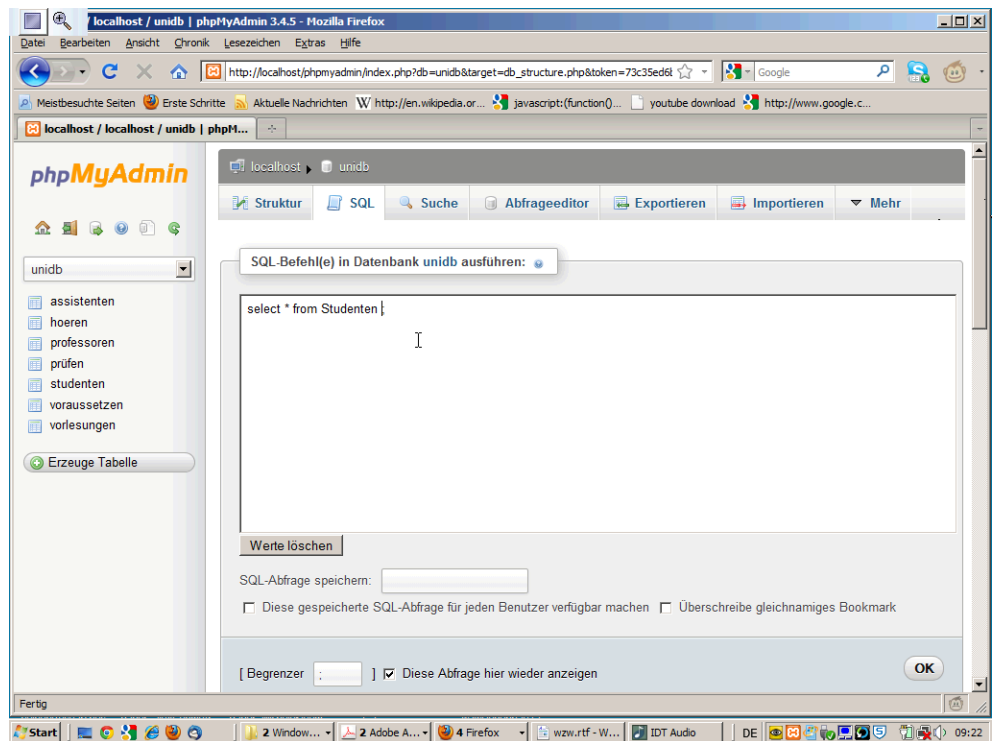 / localhost / unidb | phpMyAdmin 3.4.5 - Mozilla Firefox
Datei Bearbeiten Ansicht Chronik Lesezeichen Extras Hilfe
http://localhost/phpmyadmin/index.php?db=unidb&target=db_structure.php&token=73c35ed6
Google
Meistbesuchte Seiten Erste Schritte Aktuelle Nachrichten W http://en.wikipedia.or... javascript:(function()... youtube download http://www.google.c...
localhost / localhost / unidb | phpM...
phpMyAdmin
localhost unidb
Struktur SQL Suche Abfrageeditor Exportieren Importieren Mehr
unidb
SQL-Befehl(e) in Datenbank unidb ausführen:
assistenten
hoeren
professoren
prüfen
studenten
voraussetzen
vorlesungen
Erzeuge Tabelle
select * from Studenten ;
Werte löschen
SQL-Abfrage speichern:
Diese gespeicherte SQL-Abfrage für jeden Benutzer verfügbar machen Überschreibe gleichnamiges Bookmark
[ Begrenzer ; ] Diese Abfrage hier wieder anzeigen OK
Fertig
Start 2 Window... 2 Adobe A... 4 Firefox wzw.rtf - W... IDT Audio DE 09:22